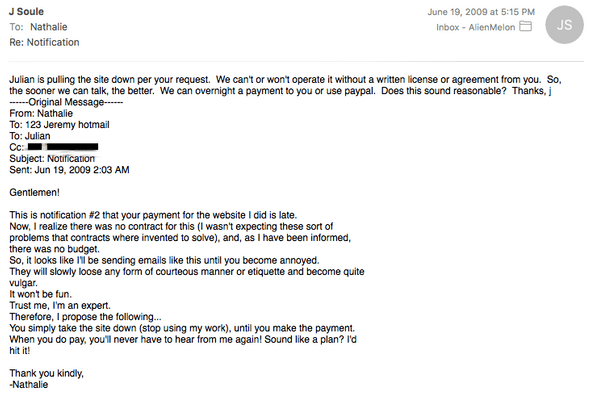 J Soule
June 19, 2009 at 5:15 PM
To: Nathalie
Inbox - AlienMelon
Re: Notification
JS
Julian is pulling the site down per your request. We can't or won't operate it without a written license or agreement from you. So,
the sooner we can talk, the better. We can overnight a payment to you or use paypal. Does this sound reasonable? Thanks, j
------Original Message------
From: Nathalie
To: 123 Jeremy hotmail
To: Julian
Cc:
Subject: Notification
Sent: Jun 19, 2009 2:03 AM
Gentlemen!
This is notification #2 that your payment for the website I did is late.
Now, I realize there was no contract for this (I wasn't expecting these sort of
problems that contracts where invented to solve), and, as I have been informed,
there was no budget.
So, it looks like I'll be sending emails like this until you become annoyed.
They will slowly loose any form of courteous manner or etiquette and become quite
vulgar.
It won't be fun.
Trust me, I'm an expert.
Therefore, I propose the following...
You simply take the site down (stop using my work), until you make the payment.
When you do pay, you'll never have to hear from me again! Sound like a plan? I'd
hit it!
Thank you kindly,
-Nathalie